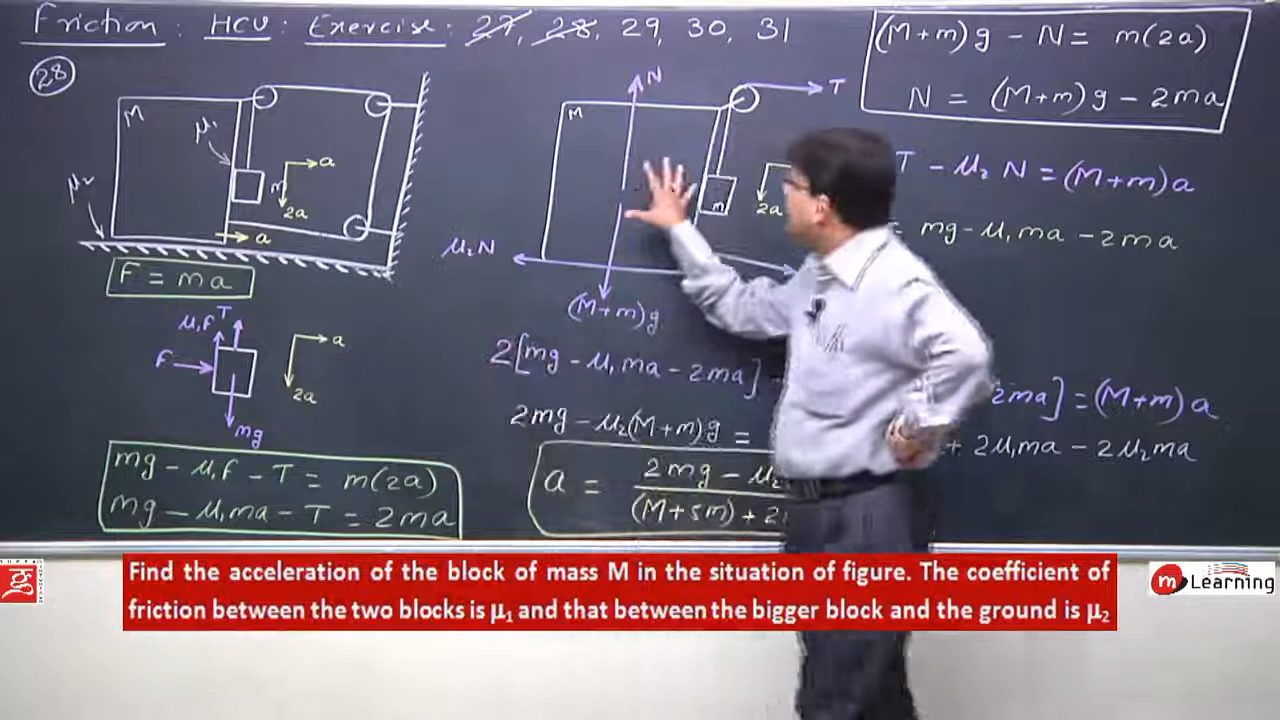 Friction : HCV : Exercise : 27, 28, 29, 30, 31
28
M
μ₁
μ₂
m
a
2a
a
F = ma
μ₁F T
F
mg
a
2a
mg - μ₁F - T = m(2a)
mg - μ₁ma - T = 2ma
N
T
M
m
2a
μ₂N
(M+m)g
(M+m)g - N = m(2a)
N = (M+m)g - 2ma
T - μ₂ N = (M+m)a
= mg - μ₁ma - 2ma
2[mg - μ₁ma - 2ma] -
2ma] = (M+m)a
2mg - μ₂(M+m)g =
+ 2μ₁ma - 2μ₂ma
a = 2mg - μ₂
(M+5m) + 2
Find the acceleration of the block of mass M in the situation of figure. The coefficient of
friction between the two blocks is μ₁ and that between the bigger block and the ground is μ₂
g
m Learning